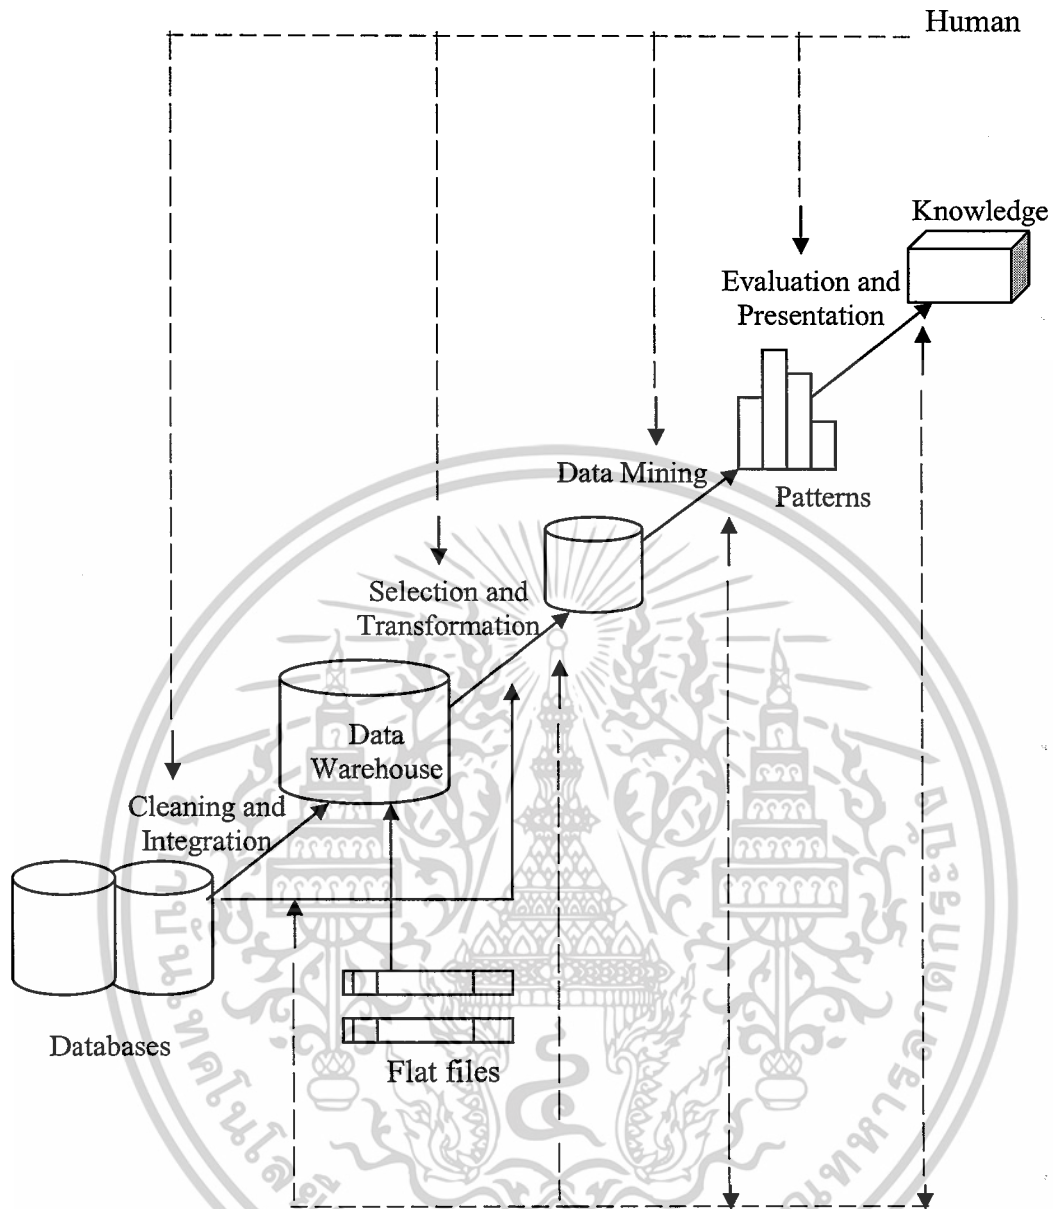 Human
Knowledge
Evaluation and
Presentation
Data Mining
Patterns
Selection and
Transformation
Data
Warehouse
Cleaning and
Integration
Databases
Flat files